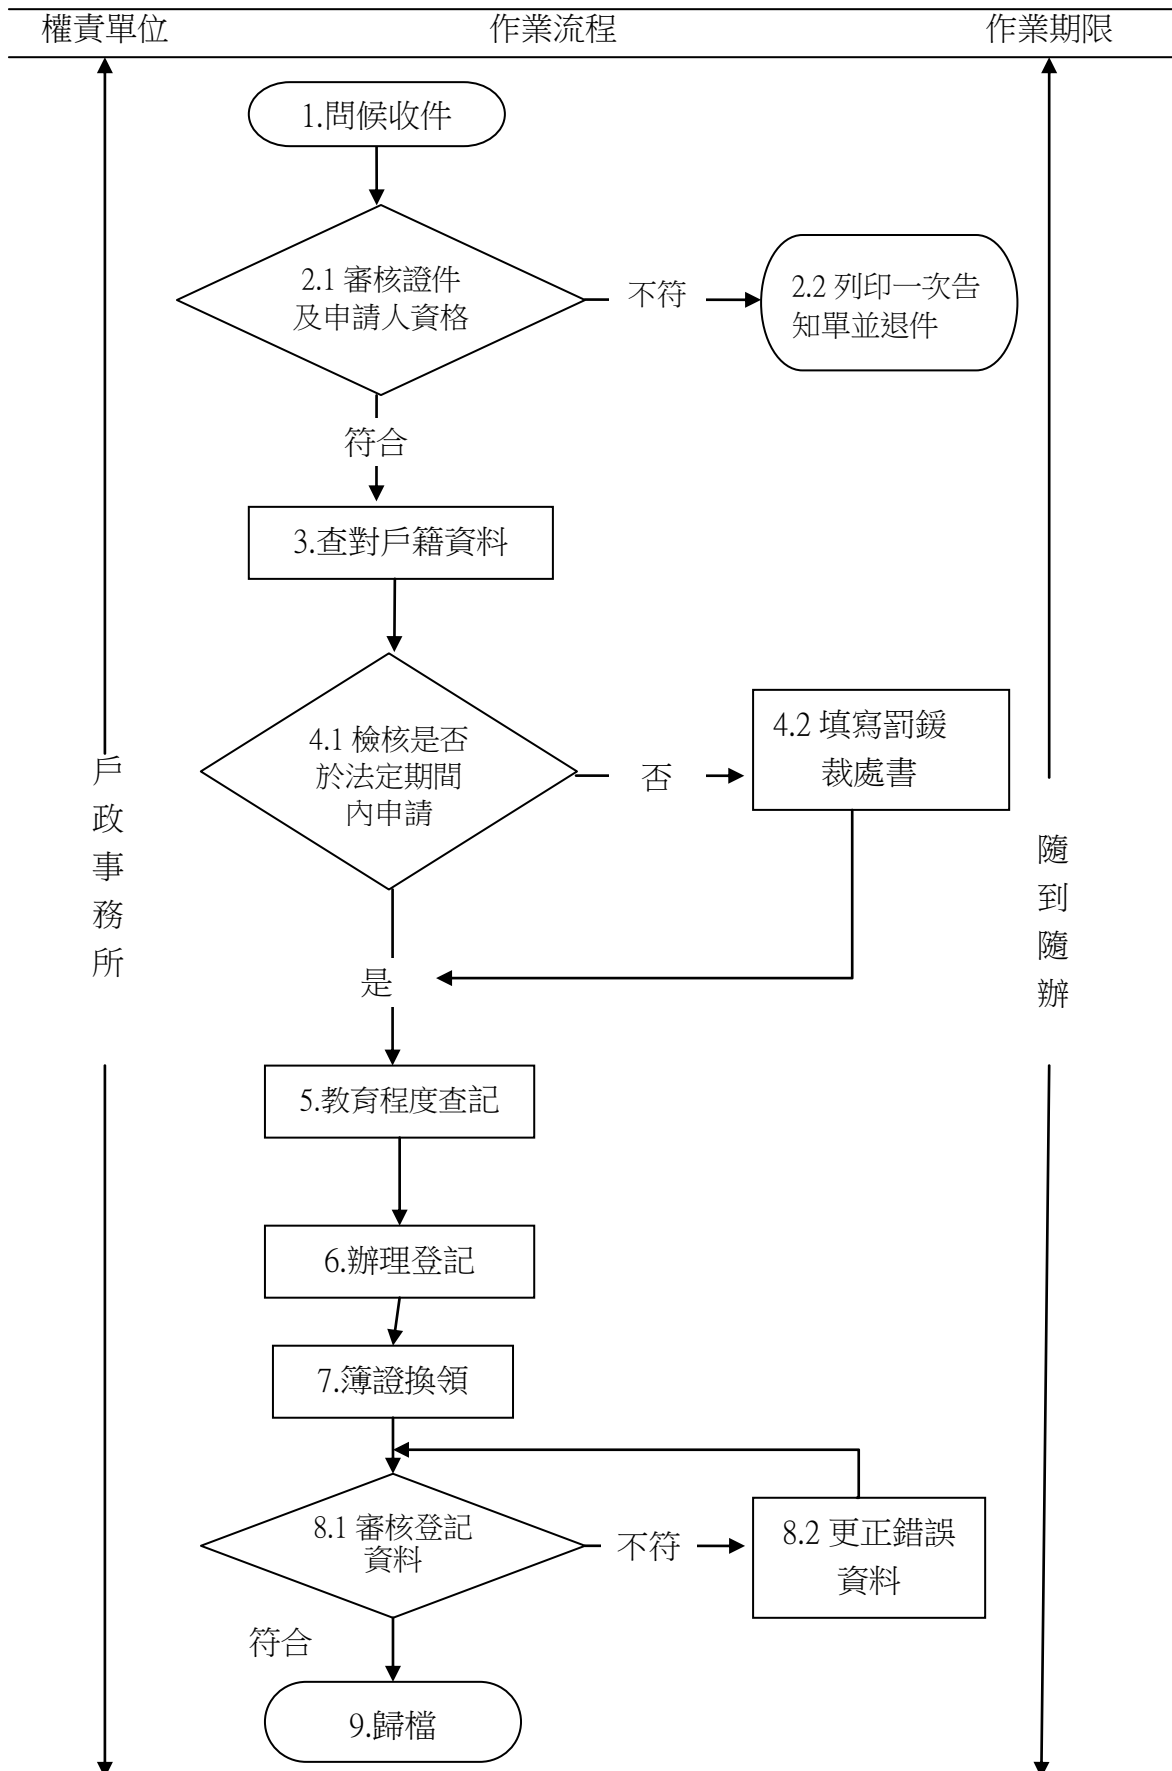 權責單位
作業流程
作業期限
1.問候收件
2.1 審核證件
及申請人資格
不符
2.2 列印一次告
知單並退件
符合
3.查對戶籍資料
4.1 檢核是否
於法定期間
內申請
否
4.2 填寫罰鍰
裁處書
戶
政
事
務
所
隨
到
隨
辦
是
5.教育程度查記
6.辦理登記
7.簿證換領
8.1 審核登記
資料
不符
8.2 更正錯誤
資料
符合
9.歸檔